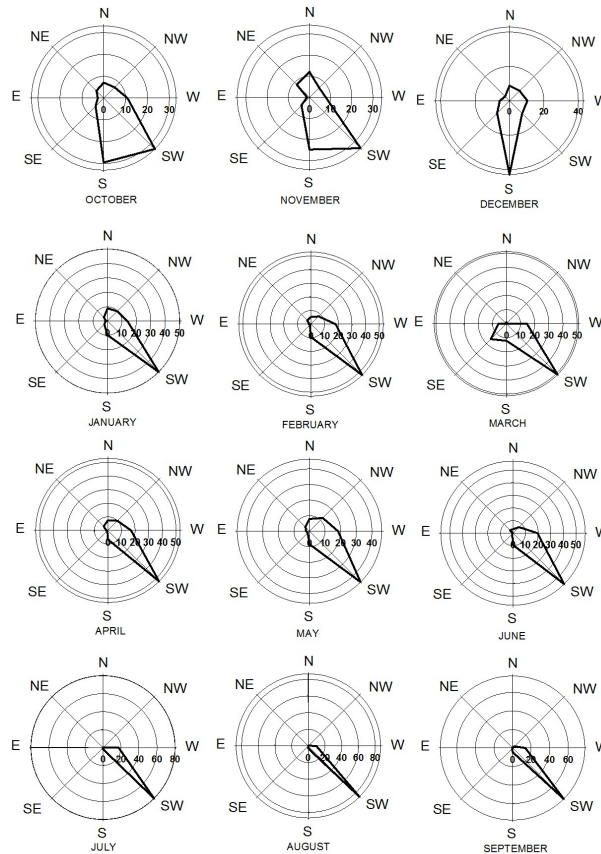 N N N
NE NW NE NW NE NW
E 0 10 20 30 W E 0 10 20 30 W E 0 20 40 W
SE SW SE SW SE SW
S S S
OCTOBER NOVEMBER DECEMBER
N N N
NE NW NE NW NE NW
E 0 10 20 30 40 50 W E 0 10 20 30 40 50 W E 0 10 20 30 40 50 W
SE SW SE SW SE SW
S S S
JANUARY FEBRUARY MARCH
N N N
NE NW NE NW NE NW
E 0 10 20 30 40 50 W E 0 10 20 30 40 W E 0 10 20 30 40 50 W
SE SW SE SW SE SW
S S S
APRIL MAY JUNE
N N N
NE NW NE NW NE NW
E 0 20 40 60 80 W E 0 20 40 60 80 W E 0 20 40 60 W
SE SW SE SW SE SW
S S S
JULY AUGUST SEPTEMBER